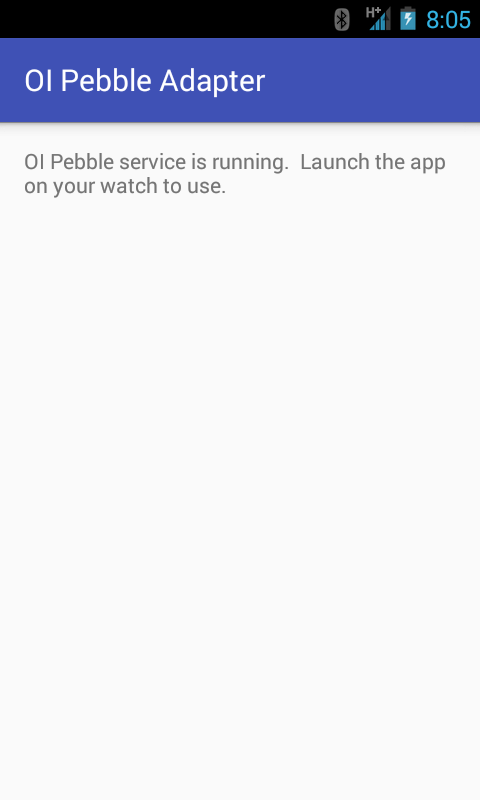 H+ 8:05
OI Pebble Adapter
OI Pebble service is running.  Launch the app
on your watch to use.